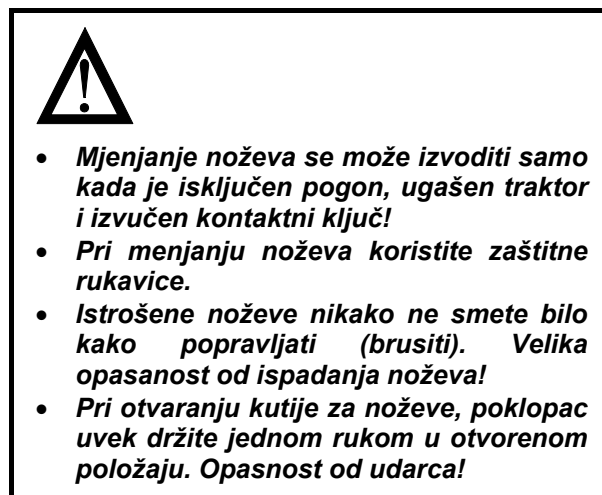 • Mjenjanje noževa se može izvoditi samo
kada je isključen pogon, ugašen traktor
i izvučen kontaktni ključ!
• Pri menjanju noževa koristite zaštitne
rukavice.
• Istrošene noževe nikako ne smete bilo
kako popravljati (brusiti). Velika
opasanost od ispadanja noževa!
• Pri otvaranju kutije za noževe, poklopac
uvek držite jednom rukom u otvorenom
položaju. Opasnost od udarca!